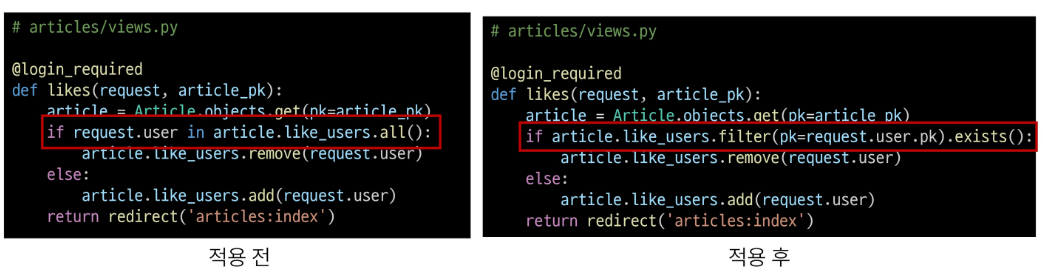 # articles/views.py
@login_required
def likes(request, article_pk):
article = Article.objects.get(pk=article_pk)
if request.user in article.like_users.all():
article.like_users.remove(request.user)
else:
article.like_users.add(request.user)
return redirect('articles:index')
적용 전
# articles/views.py
@login_required
def likes(request, article_pk):
article = Article.objects.get(pk=article_pk)
if article.like_users.filter(pk=request.user.pk).exists():
article.like_users.remove(request.user)
else:
article.like_users.add(request.user)
return redirect('articles:index')
적용 후